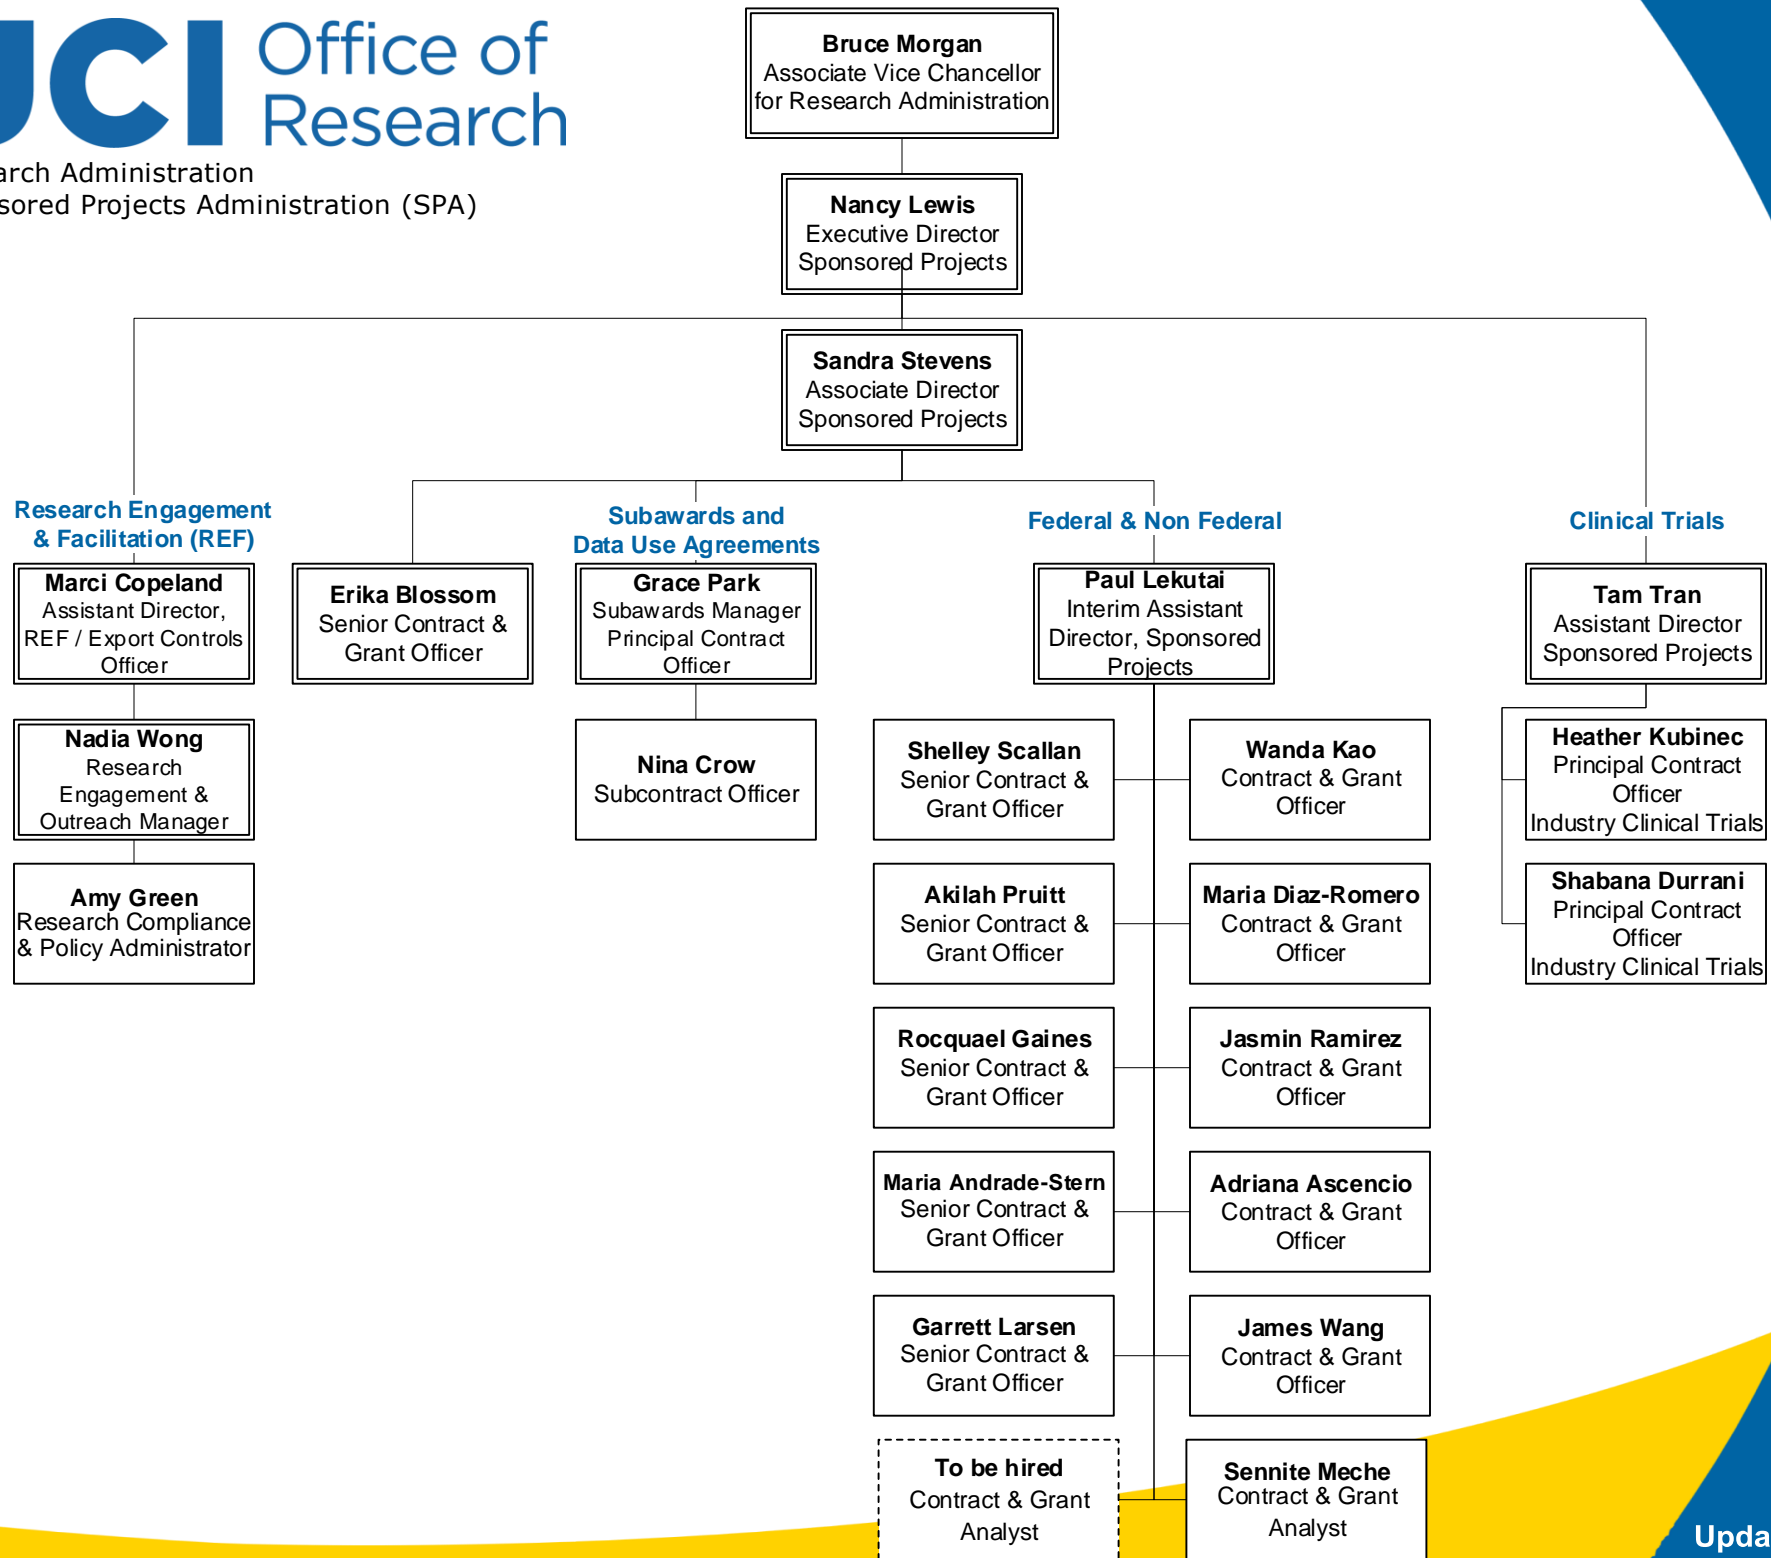 UCI Office of
Research
arch Administration
sored Projects Administration (SPA)
Bruce Morgan
Associate Vice Chancellor
for Research Administration
Nancy Lewis
Executive Director
Sponsored Projects
Sandra Stevens
Associate Director
Sponsored Projects
Research Engagement
& Facilitation (REF)
Marci Copeland
Assistant Director,
REF / Export Controls
Officer
Nadia Wong
Research
Engagement &
Outreach Manager
Amy Green
Research Compliance
& Policy Administrator
Erika Blossom
Senior Contract &
Grant Officer
Subawards and
Data Use Agreements
Grace Park
Subawards Manager
Principal Contract
Officer
Nina Crow
Subcontract Officer
Federal & Non Federal
Paul Lekutai
Interim Assistant
Director, Sponsored
Projects
Shelley Scallan
Senior Contract &
Grant Officer
Wanda Kao
Contract & Grant
Officer
Akilah Pruitt
Senior Contract &
Grant Officer
Maria Diaz-Romero
Contract & Grant
Officer
Rocquael Gaines
Senior Contract &
Grant Officer
Jasmin Ramirez
Contract & Grant
Officer
Maria Andrade-Stern
Senior Contract &
Grant Officer
Adriana Ascencio
Contract & Grant
Officer
Garrett Larsen
Senior Contract &
Grant Officer
James Wang
Contract & Grant
Officer
To be hired
Contract & Grant
Analyst
Sennite Meche
Contract & Grant
Analyst
Clinical Trials
Tam Tran
Assistant Director
Sponsored Projects
Heather Kubinec
Principal Contract
Officer
Industry Clinical Trials
Shabana Durrani
Principal Contract
Officer
Industry Clinical Trials
Upda